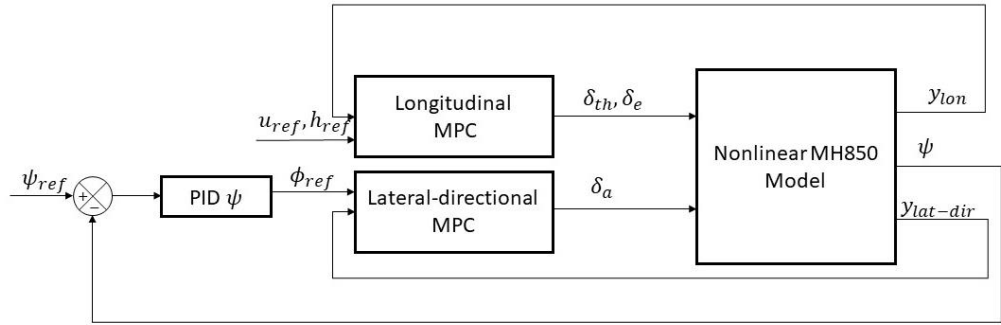 Longitudinal
MPC
δ_th, δ_e
y_lon
u_ref, h_ref
Nonlinear MH850
Model
ψ
ψ_ref
+
−
PID ψ
ϕ_ref
Lateral-directional
MPC
δ_a
y_lat−dir